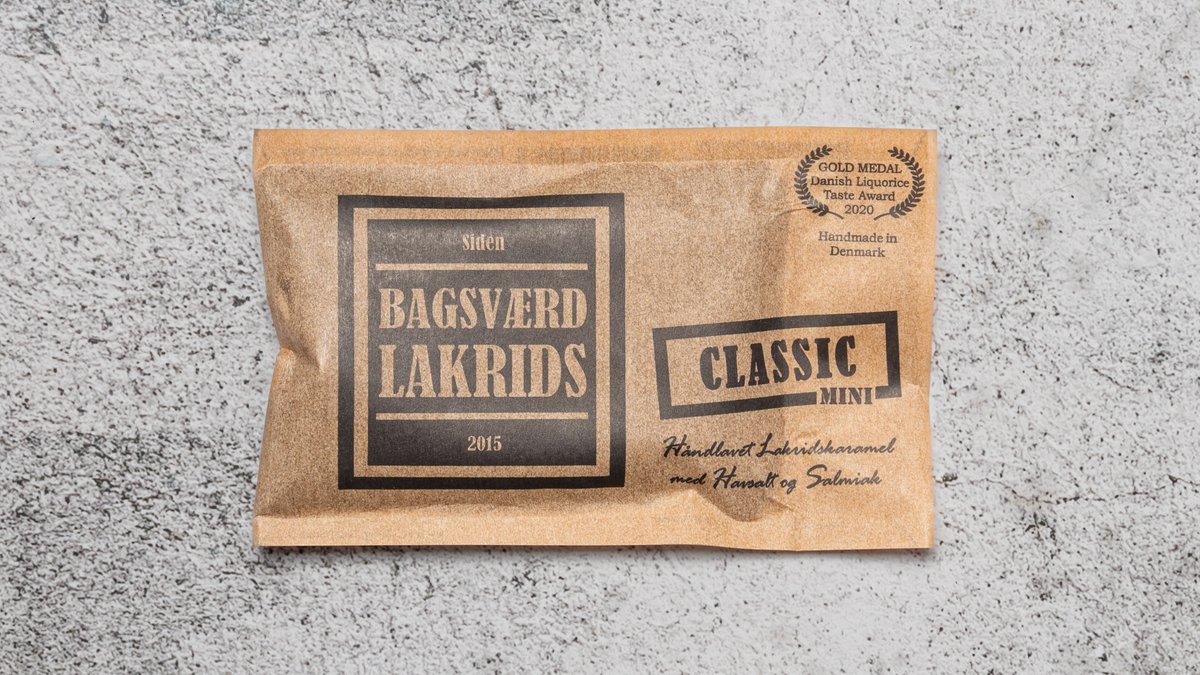 Siden
BAGSVÆRD
LAKRIDS
2015
GOLD MEDAL
Danish Liquorice
Taste Award
2020
Handmade in
Denmark
CLASSIC
MINI
Håndlavet Lakridskaramel
med Havsalt og Salmiak